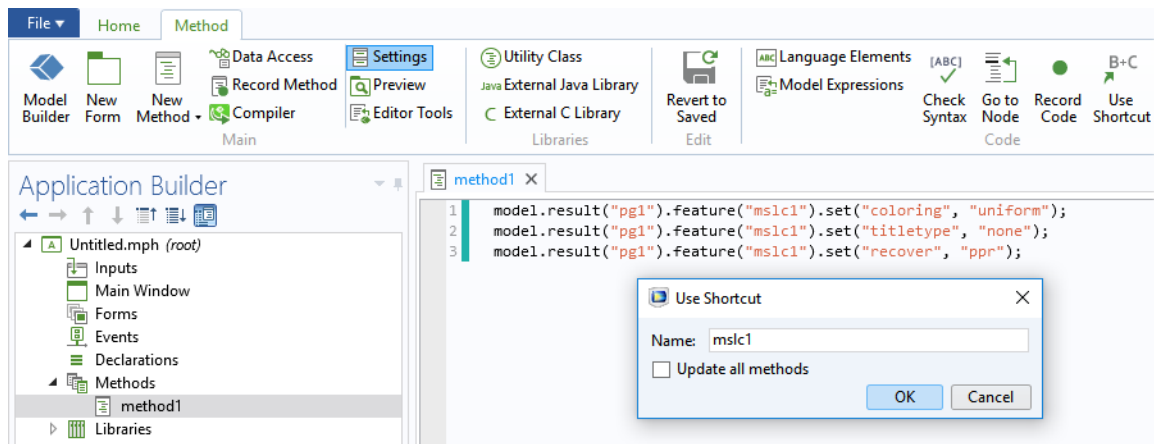 File
Home
Method
Model Builder
New Form
New Method
Data Access
Record Method
Compiler
Settings
Preview
Editor Tools
Main
Utility Class
Java External Java Library
C External C Library
Libraries
Revert to Saved
Edit
ABC Language Elements
a= Model Expressions
[ABC]
Check Syntax
Go to Node
Record Code
B+C
Use Shortcut
Code
Application Builder
A Untitled.mph (root)
Inputs
Main Window
Forms
Events
Declarations
Methods
method1
Libraries
method1
1 model.result("pg1").feature("mslc1").set("coloring", "uniform");
2 model.result("pg1").feature("mslc1").set("titletype", "none");
3 model.result("pg1").feature("mslc1").set("recover", "ppr");
Use Shortcut
Name: mslc1
Update all methods
OK
Cancel